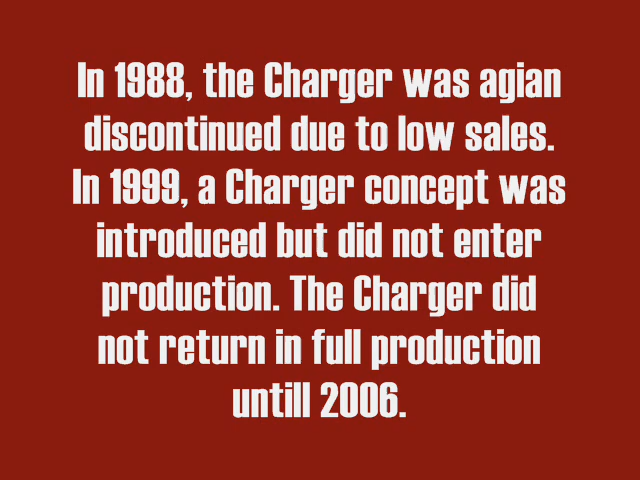 In 1988, the Charger was agian
discontinued due to low sales.
In 1999, a Charger concept was
introduced but did not enter
production. The Charger did
not return in full production
untill 2006.